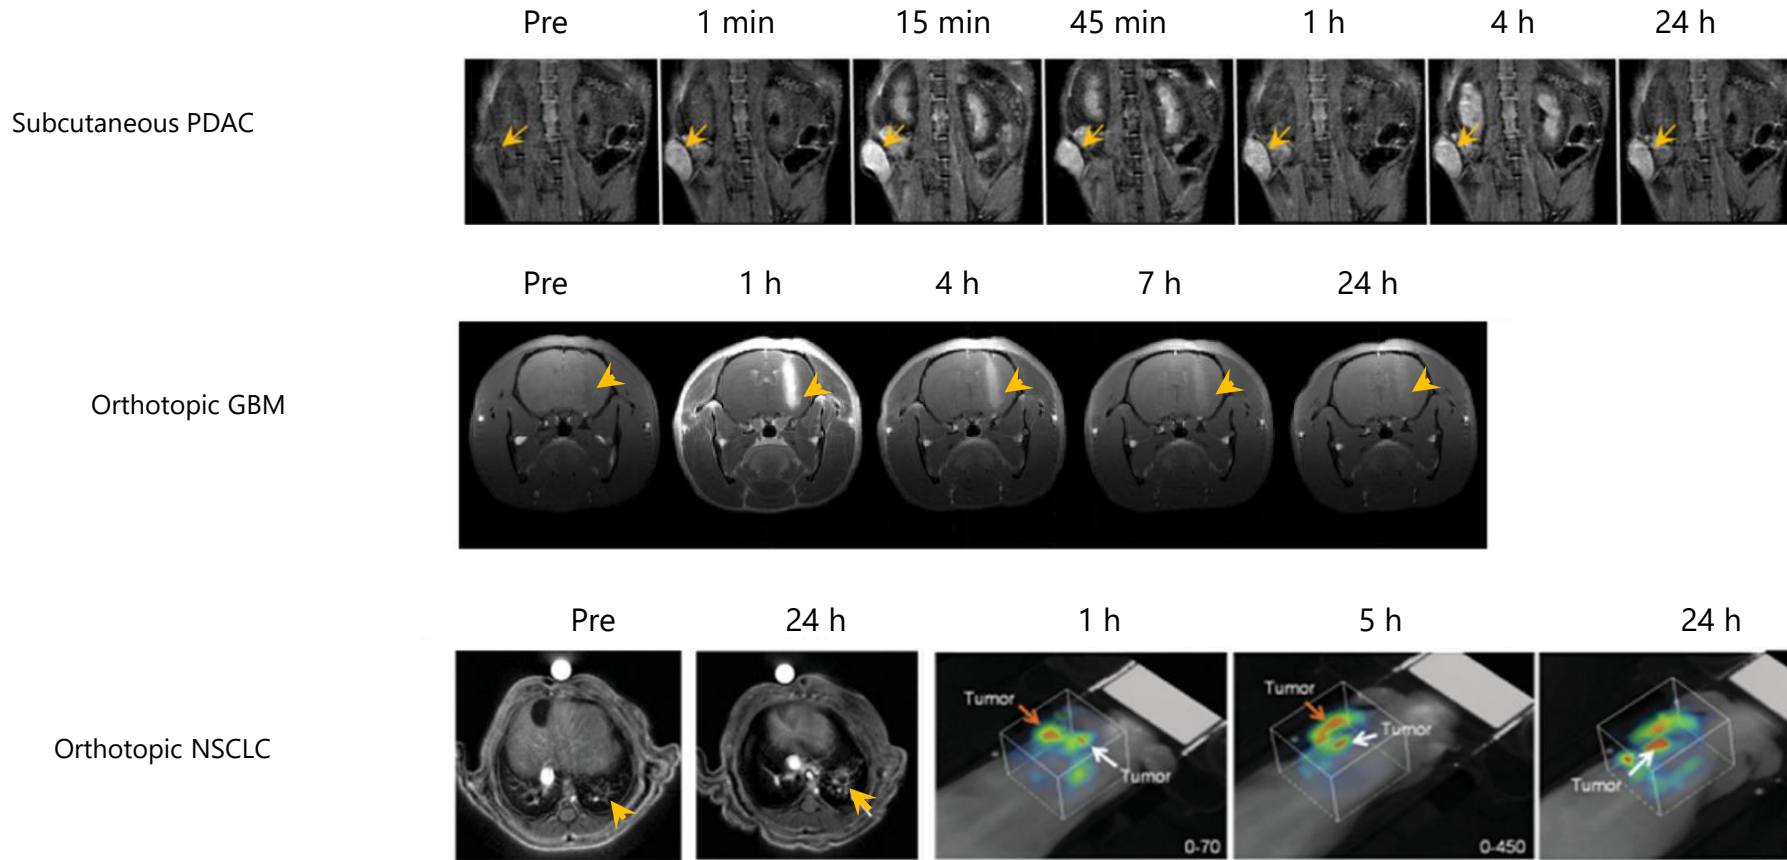 Pre 1 min 15 min 45 min 1 h 4 h 24 h
Subcutaneous PDAC
Pre 1 h 4 h 7 h 24 h
Orthotopic GBM
Pre 24 h 1 h 5 h 24 h
Orthotopic NSCLC
Tumor
Tumor
0-70
Tumor
Tumor
0-450
Tumor